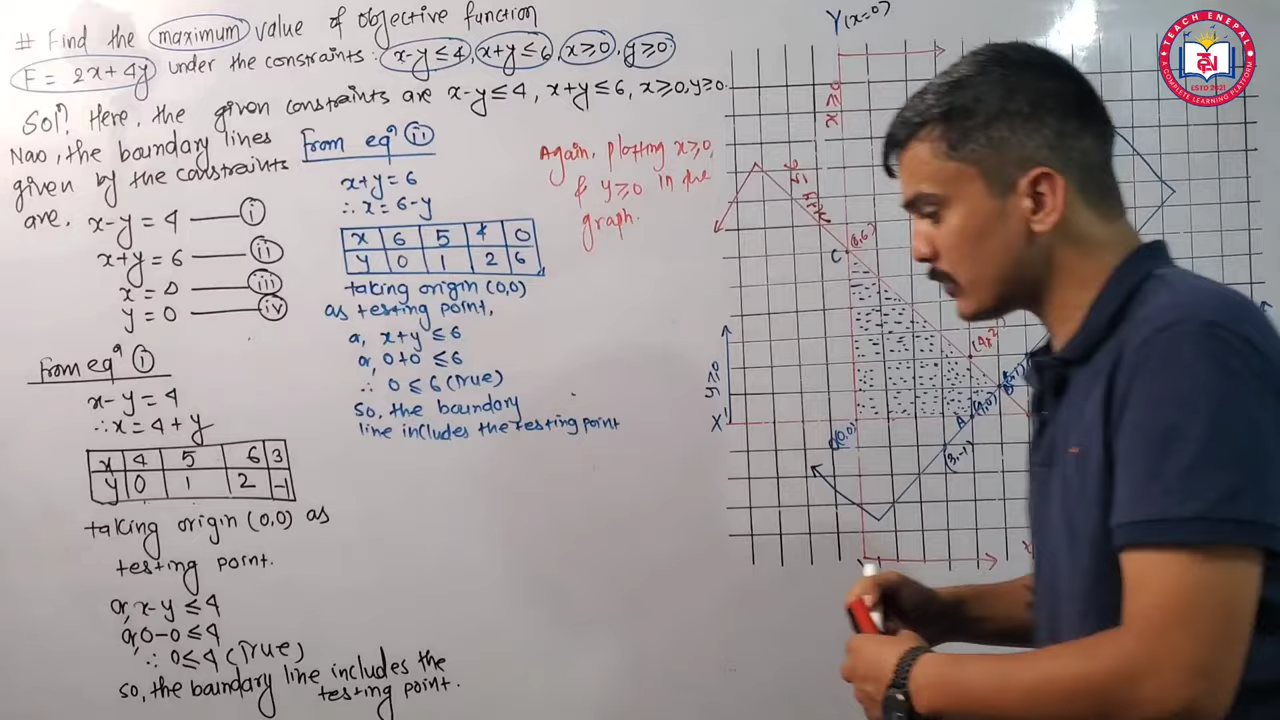 # Find the maximum value of objective function
F = 2x+4y under the constraints: x-y≤4, x+y≤6, x≥0, y≥0.
Solⁿ: Here, the given constraints are x-y≤4, x+y≤6, x≥0, y≥0.
Nao, the boundary lines
given by the constraints
are.
x-y=4 —— i
x+y=6 —— ii
x=0 —— iii
y=0 —— iv
From eqⁿ i
x-y=4
∴x=4+y
x 4 5 6 3
y 0 1 2 -1
taking origin (0,0) as
testing point.
or, x-y≤4
or, 0-0≤4
∴ 0≤4 (True)
so, the boundary line includes the
testing point.
From eqⁿ ii
x+y=6
∴x=6-y
x 6 5 4 0
y 0 1 2 6
taking origin (0,0)
as testing point,
or, x+y≤6
or, 0+0≤6
∴ 0≤6 (True)
So, the boundary
line includes the testing point
Again, plotting x≥0,
& y≥0 in the
graph.
Y(x=0)
x≥0
C
y≥0
X'
(0,0)
A
(4,0)
(3,-1)
TEACH ENEPAL
ESTD 2021
A COMPLETE LEARNING PLATFORM